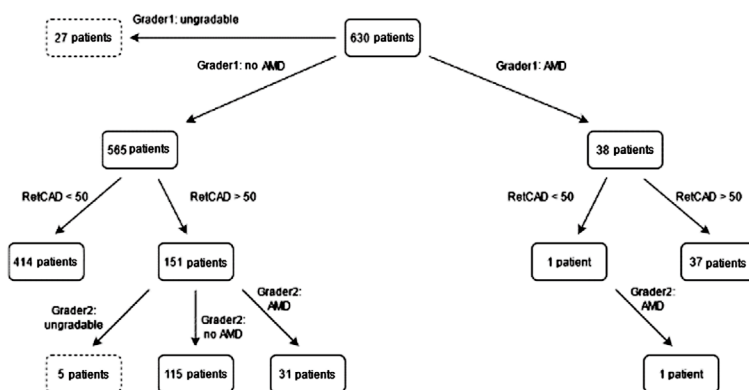 Grader1: ungradable
27 patients
630 patients
Grader1: no AMD
Grader1: AMD
565 patients
38 patients
RetCAD < 50
RetCAD > 50
RetCAD < 50
RetCAD > 50
414 patients
151 patients
1 patient
37 patients
Grader2:
ungradable
Grader2:
no AMD
Grader2:
AMD
Grader2:
AMD
5 patients
115 patients
31 patients
1 patient